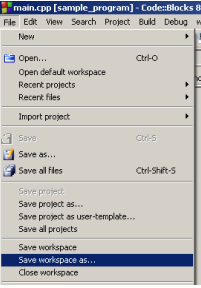 main.cpp [sample_program] - Code::Blocks 8
File Edit View Search Project Build Debug
New
Open... Ctrl-O
Open default workspace
Recent projects
Recent files
Import project
Save Ctrl-S
Save as...
Save all files Ctrl-Shift-S
Save project
Save project as...
Save project as user-template...
Save all projects
Save workspace
Save workspace as...
Close workspace